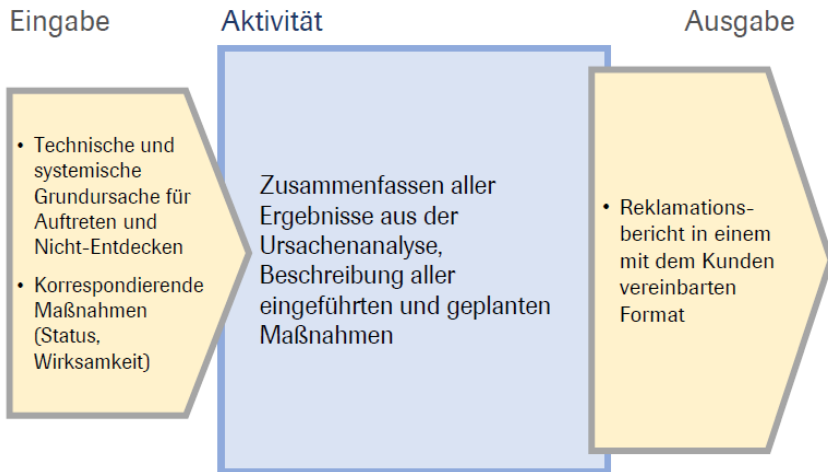 Eingabe
Aktivität
Ausgabe
• Technische und
systemische
Grundursache für
Auftreten und
Nicht-Entdecken
• Korrespondierende
Maßnahmen
(Status,
Wirksamkeit)
Zusammenfassen aller
Ergebnisse aus der
Ursachenanalyse,
Beschreibung aller
eingeführten und geplanten
Maßnahmen
• Reklamations-
bericht in einem
mit dem Kunden
vereinbarten
Format